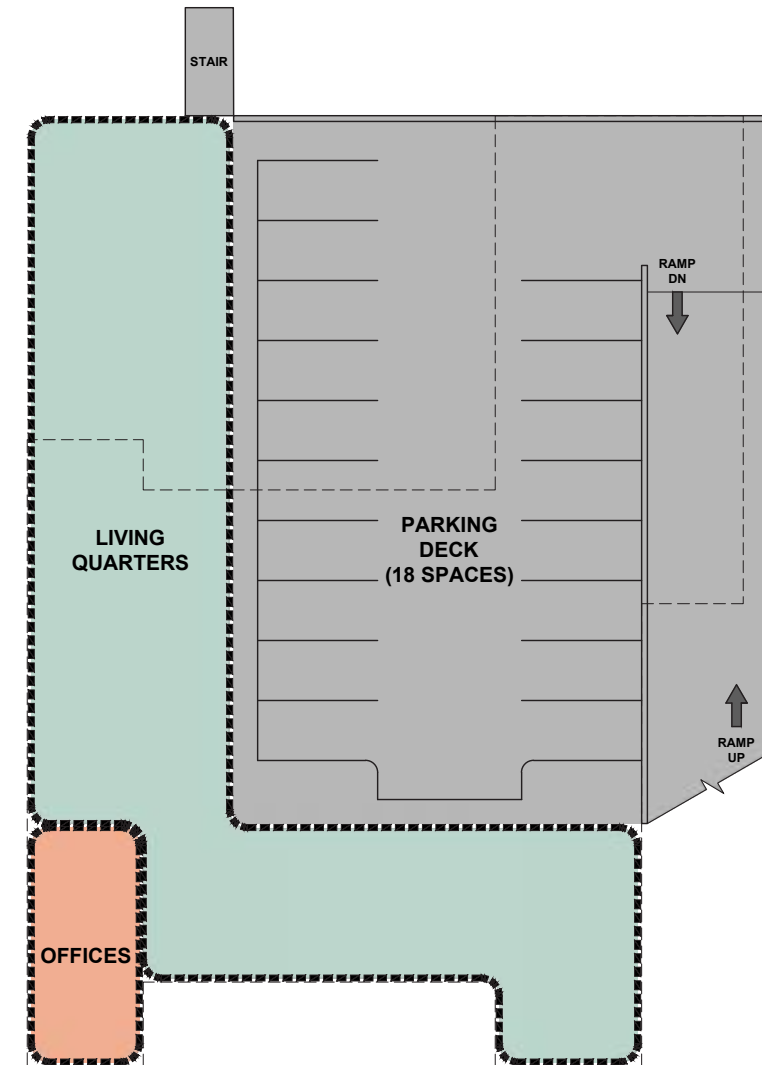 STAIR
RAMP
DN
LIVING
QUARTERS
PARKING
DECK
(18 SPACES)
RAMP
UP
OFFICES